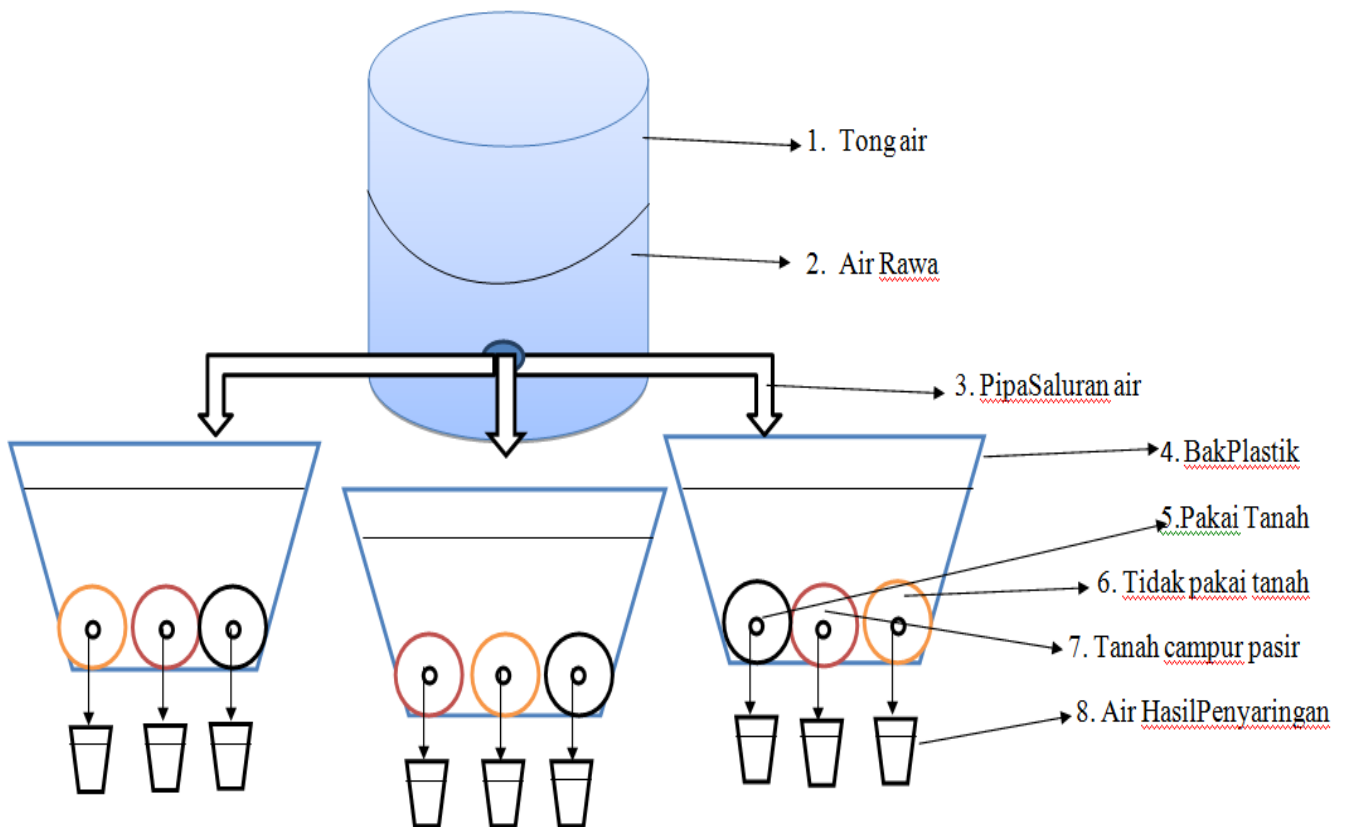 1. Tong air
2. Air Rawa
3. PipaSaluran air
4. BakPlastik
5.Pakai Tanah
6. Tidak pakai tanah
7. Tanah campur pasir
8. Air HasilPenyaringan